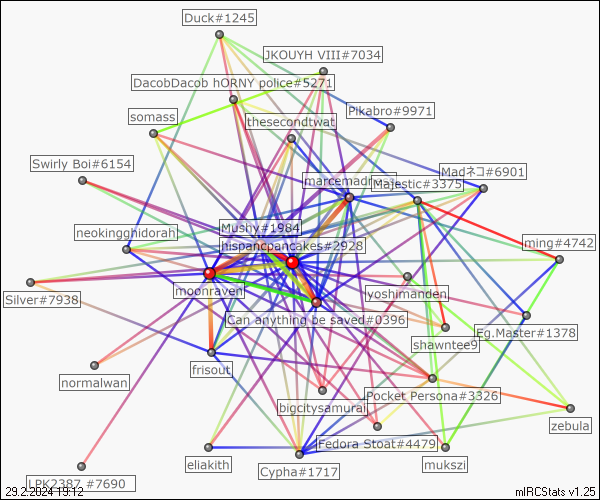 Duck#1245
JKOUYH VIII#7034
DacobDacob hORNY police#5271
Pikabro#9971
somass
thesecondtwat
Swirly Boi#6154
Madネコ#6901
Majestic#3375
Mushy#1984
neokingghidorah
hispancpancakes#2928
ming#4742
moonraven
yoshimanden
Silver#7938
Can anything be saved#0396
Eg.Master#1378
shawntee9
frisout
normalwan
Pocket Persona#3326
bigcitysamurai
zebula
Fedora Stoat#4479
eliakith
Cypha#1717
mukszi
LPK2387 #7690
29.2.2024 19:12
mIRCStats v1.25